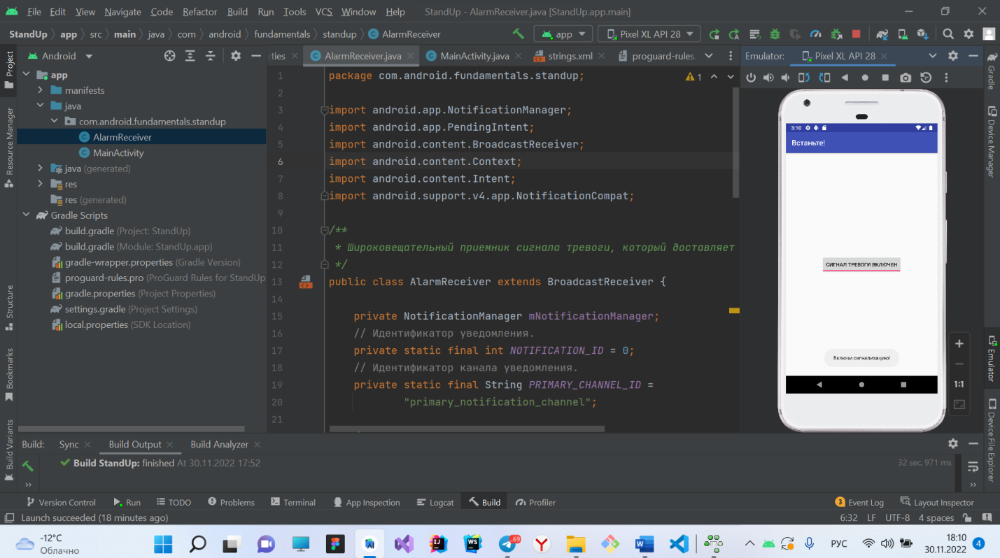 File Edit View Navigate Code Refactor Build Run Tools VCS Window Help StandUp - AlarmReceiver.java [StandUp.app.main]
StandUp app src main java com android fundamentals standup AlarmReceiver app Pixel XL API 28
Android
rties AlarmReceiver.java MainActivity.java strings.xml proguard-rules.
Emulator: Pixel XL API 28
Project
Resource Manager
Structure
Bookmarks
Build Variants
app
manifests
java
com.android.fundamentals.standup
AlarmReceiver
MainActivity
java (generated)
res
res (generated)
Gradle Scripts
build.gradle (Project: StandUp)
build.gradle (Module: StandUp.app)
gradle-wrapper.properties (Gradle Version)
proguard-rules.pro (ProGuard Rules for StandUp
gradle.properties (Project Properties)
settings.gradle (Project Settings)
local.properties (SDK Location)
1 package com.android.fundamentals.standup; 1
2
3 import android.app.NotificationManager;
4 import android.app.PendingIntent;
5 import android.content.BroadcastReceiver;
6 import android.content.Context;
7 import android.content.Intent;
8 import android.support.v4.app.NotificationCompat;
9
10 /**
11 * Широковещательный приемник сигнала тревоги, который доставляет
12 */
13 public class AlarmReceiver extends BroadcastReceiver {
14
15 private NotificationManager mNotificationManager;
16 // Идентификатор уведомления.
17 private static final int NOTIFICATION_ID = 0;
18 // Идентификатор канала уведомления.
19 private static final String PRIMARY_CHANNEL_ID =
20 "primary_notification_channel";
21
3:10
Встаньте!
СИГНАЛ ТРЕВОГИ ВКЛЮЧЕН
Включи сигнализацию!
1:1
Gradle
Device Manager
Emulator
Device File Explorer
Build: Sync Build Output Build Analyzer
Build StandUp: finished At 30.11.2022 17:52 32 sec, 971 ms
Version Control Run TODO Problems Terminal App Inspection Logcat Build Profiler 3 Event Log Layout Inspector
Launch succeeded (18 minutes ago) 6:32 LF UTF-8 4 spaces
-12°C
Облачно
IJ
WS
.69
Y
W
РУС
18:10
30.11.2022
4